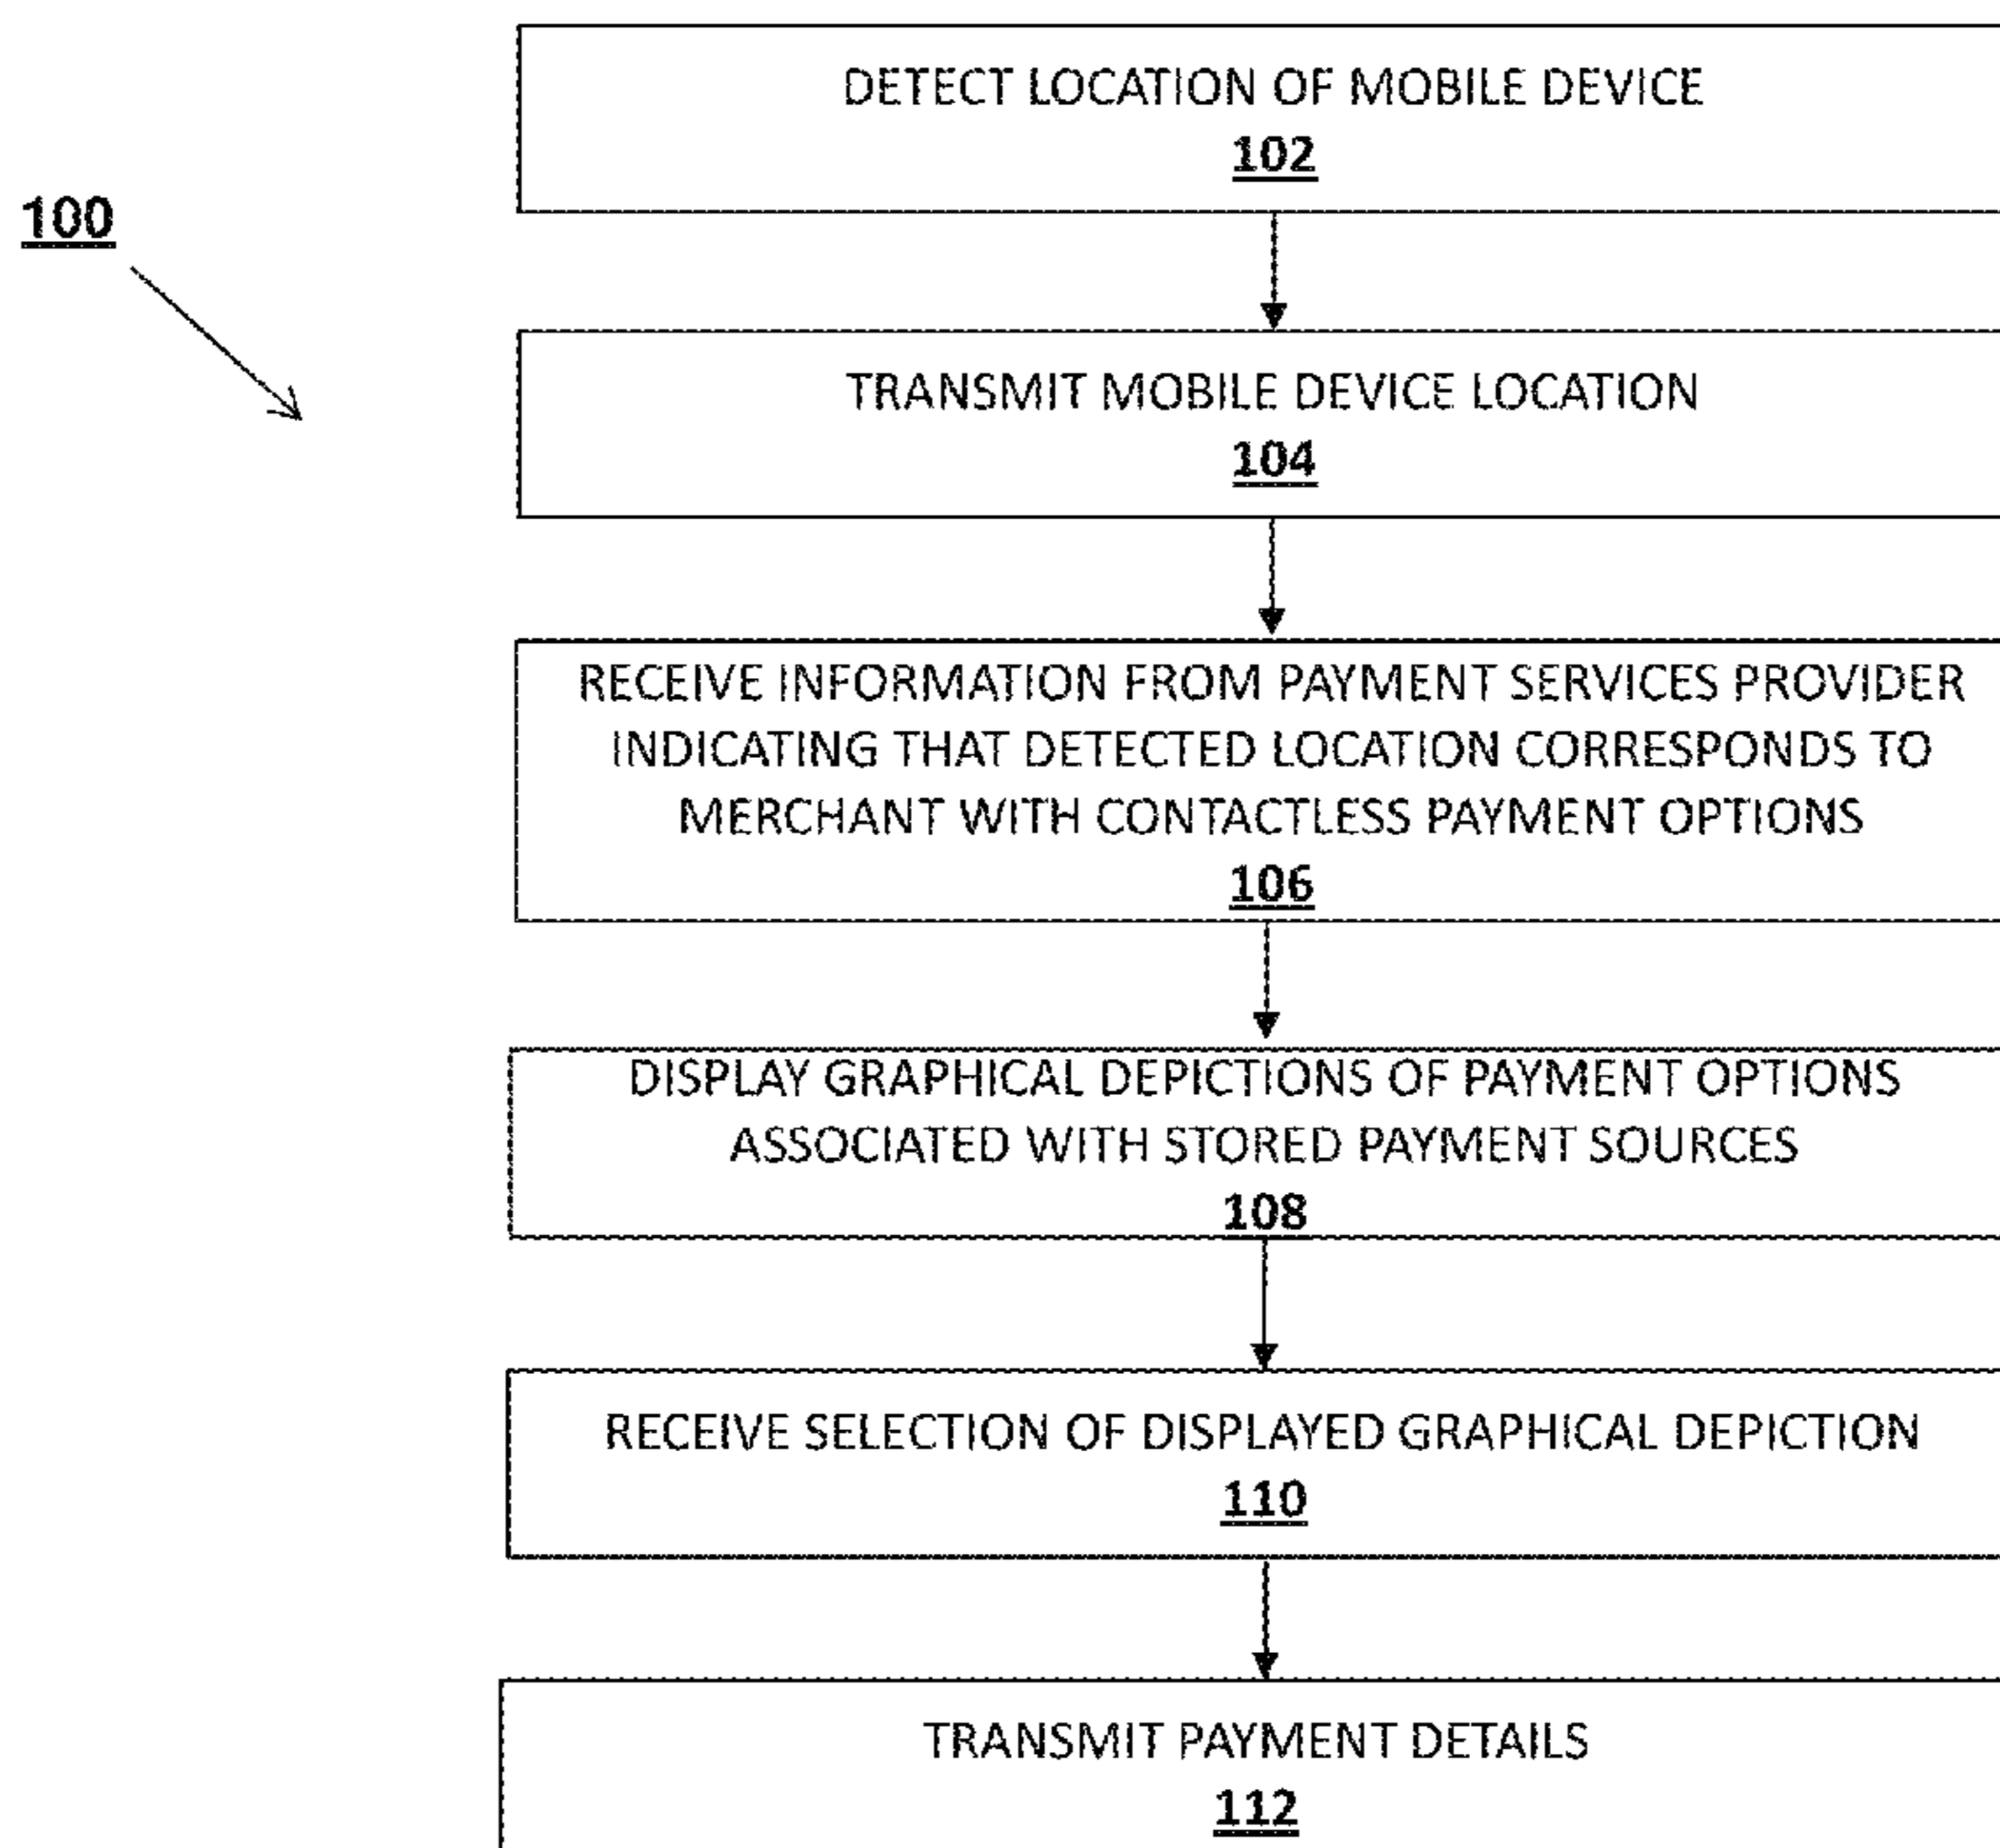 DETECT LOCATION OF MOBILE DEVICE
102
100
TRANSMIT MOBILE DEVICE LOCATION
104
RECEIVE INFORMATION FROM PAYMENT SERVICES PROVIDER
INDICATING THAT DETECTED LOCATION CORRESPONDS TO
MERCHANT WITH CONTACTLESS PAYMENT OPTIONS
106
DISPLAY GRAPHICAL DEPICTIONS OF PAYMENT OPTIONS
ASSOCIATED WITH STORED PAYMENT SOURCES
108
RECEIVE SELECTION OF DISPLAYED GRAPHICAL DEPICTION
110
TRANSMIT PAYMENT DETAILS
112